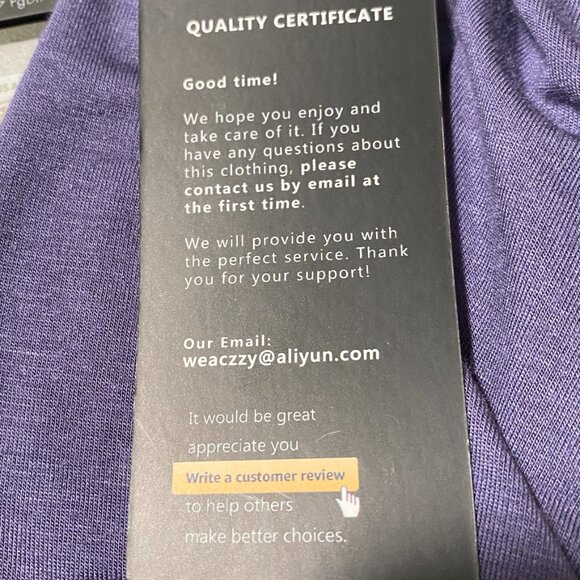 QUALITY CERTIFICATE
Good time!
We hope you enjoy and
take care of it. If you
have any questions about
this clothing, please
contact us by email at
the first time.
We will provide you with
the perfect service. Thank
you for your support!
Our Email:
weaczzy@aliyun.com
It would be great
appreciate you
Write a customer review
to help others
make better choices.